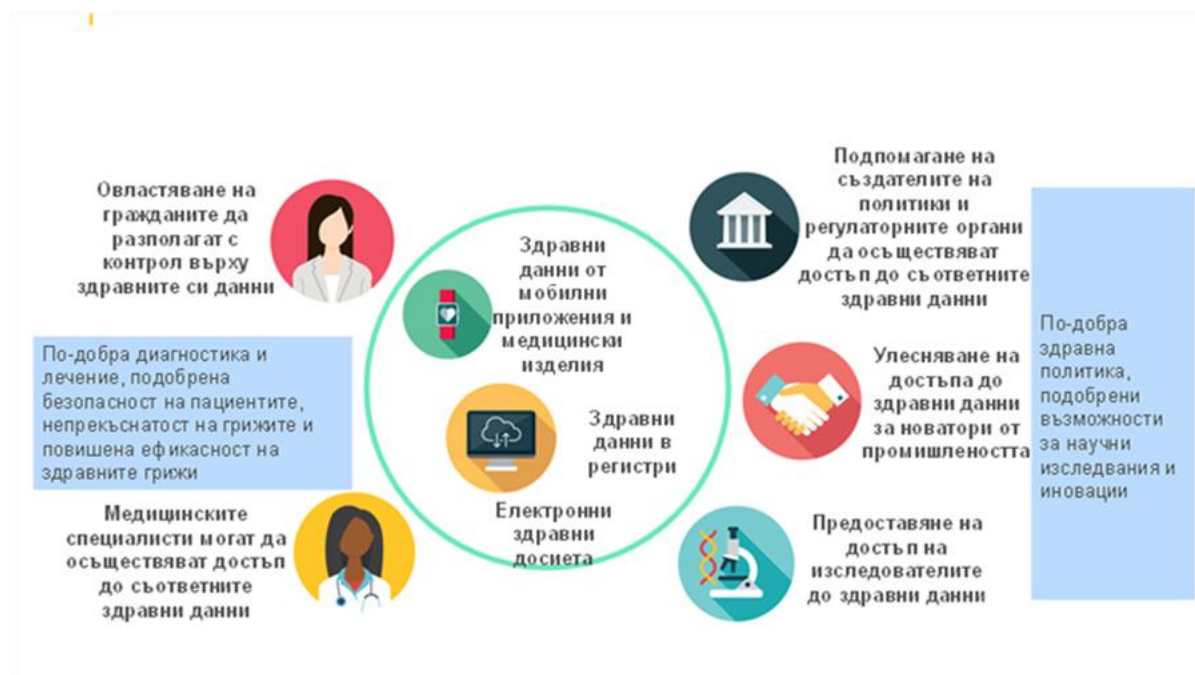 Овластяване на
гражданите да
разполагат с
контрол върху
здравните си данни
По-добра диагностика и
лечение, подобрена
безопасност на пациентите,
непрекъснатост на грижите и
повишена ефикасност на
здравните грижи
Медицинските
специалисти могат да
осъществяват достъп
до съответните
здравни данни
Здравни
данни от
мобилни
приложения и
медицински
изделия
Здравни
данни в
регистри
Електронни
здравни
досиета
Подпомагане на
създателите на
политики и
регулаторните органи
да осъществяват
достъп до съответните
здравни данни
Улесняване на
достъпа до
здравни данни
за новатори от
промишлеността
Предоставяне на
достъп на
изследователите
до здравни данни
По-добра
здравна
политика,
подобрени
възможности
за научни
изследвания и
иновации